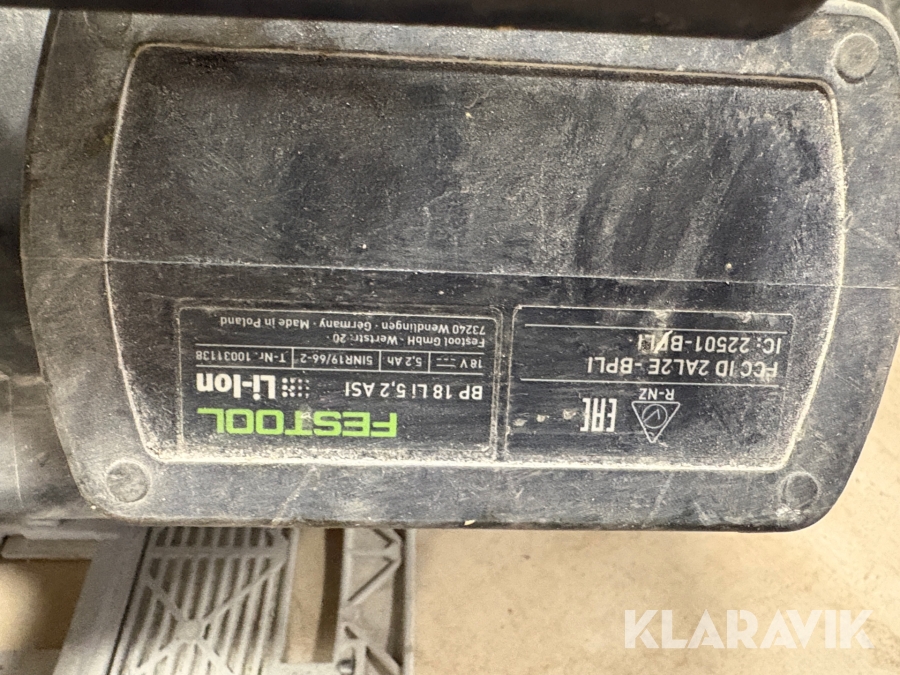 FESTOOL
BP 18 Li 5,2 ASI
Li-Ion
18 V 5,2 Ah 5INR19/66-2 T-Nr. 10031138
Festool GmbH · Wertstr. 20
73240 Wendlingen · Germany · Made in Poland
R-NZ
EAC
FCC ID 2AL2E-BPLI
IC: 22501-BPLI
KLARAVIK